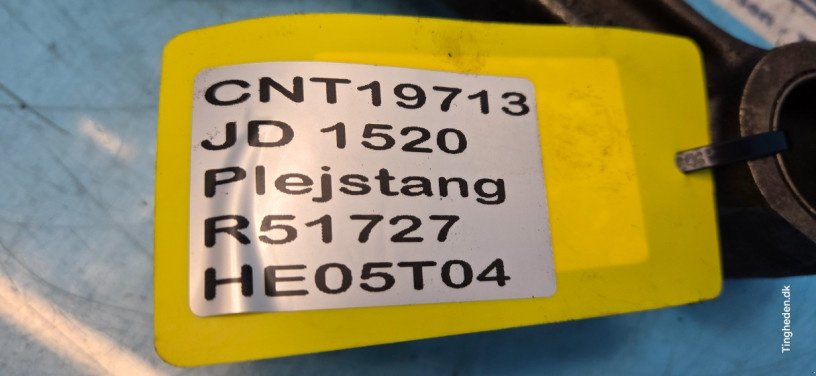 CNT19713
JD 1520
Plejstang
R51727
HE05T04
Tingheden.dk